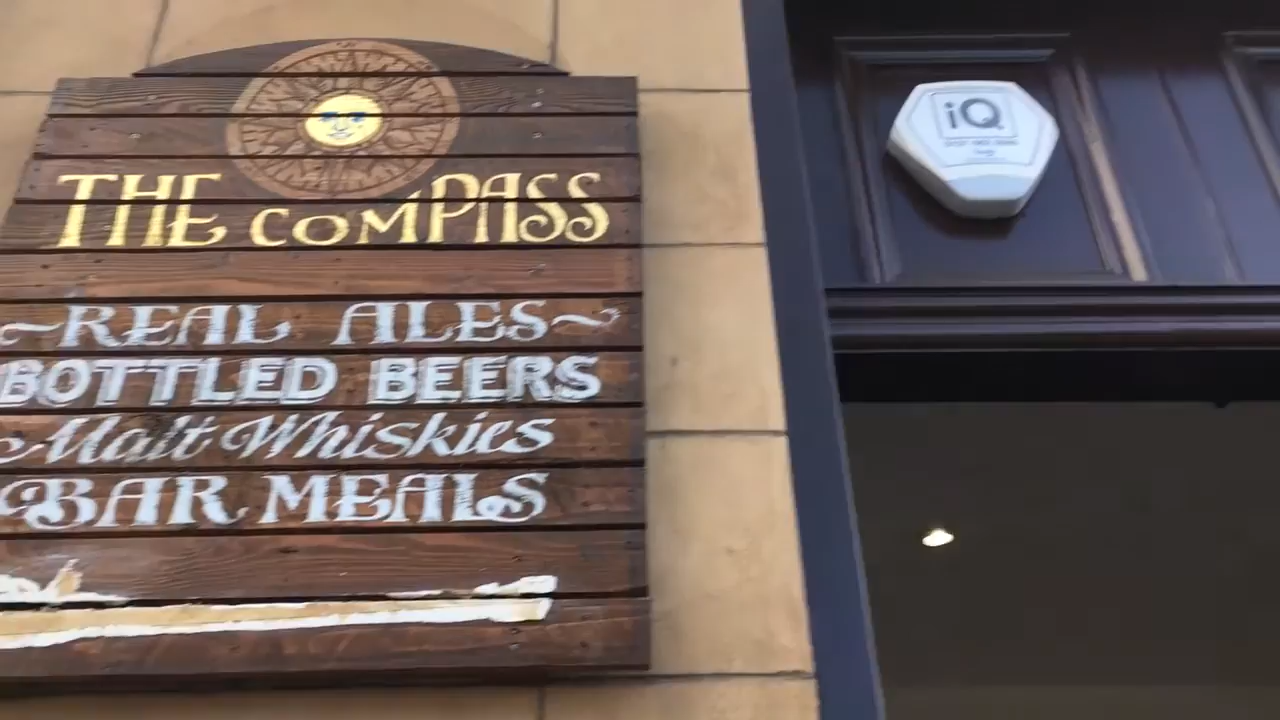 THE COMPASS
~REAL ALES~
BOTTLED BEERS
Malt Whiskies
BAR MEALS
iQ